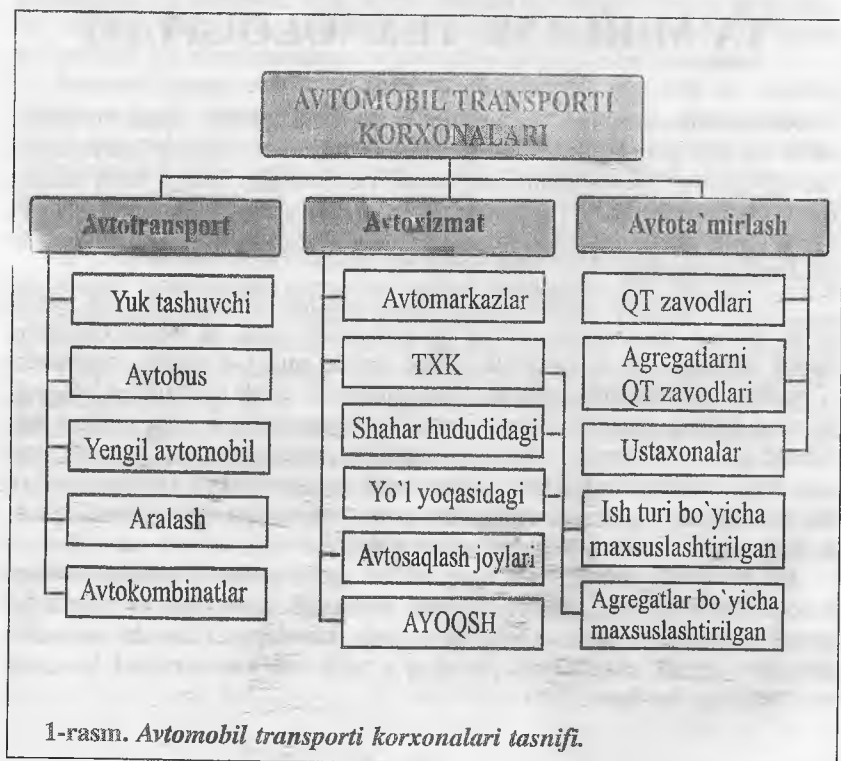 AVTOMOBIL TRANSPORTI
KORXONALARI
Avtotransport
Yuk tashuvchi
Avtobus
Yengil avtomobil
Aralash
Avtokombinatlar
Avtoxizmat
Avtomarkazlar
TXK
Shahar hududidagi
Yo`l yoqasidagi
Avtosaqlash joylari
AYOQSH
Avtota`mirlash
QT zavodlari
Agregatlarni
QT zavodlari
Ustaxonalar
Ish turi bo`yicha
maxsuslashtirilgan
Agregatlar bo`yicha
maxsuslashtirilgan
1-rasm. Avtomobil transporti korxonalari tasnifi.